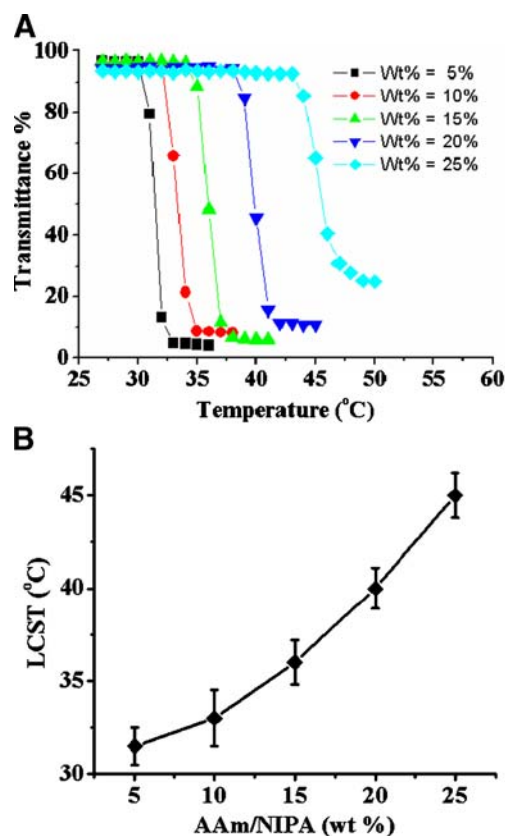 A
100
80
60
40
20
0
Transmittance %
Wt% = 5%
Wt% = 10%
Wt% = 15%
Wt% = 20%
Wt% = 25%
25 30 35 40 45 50 55 60
Temperature (°C)
B
45
40
35
30
LCST (°C)
5 10 15 20 25
AAm/NIPA (wt %)